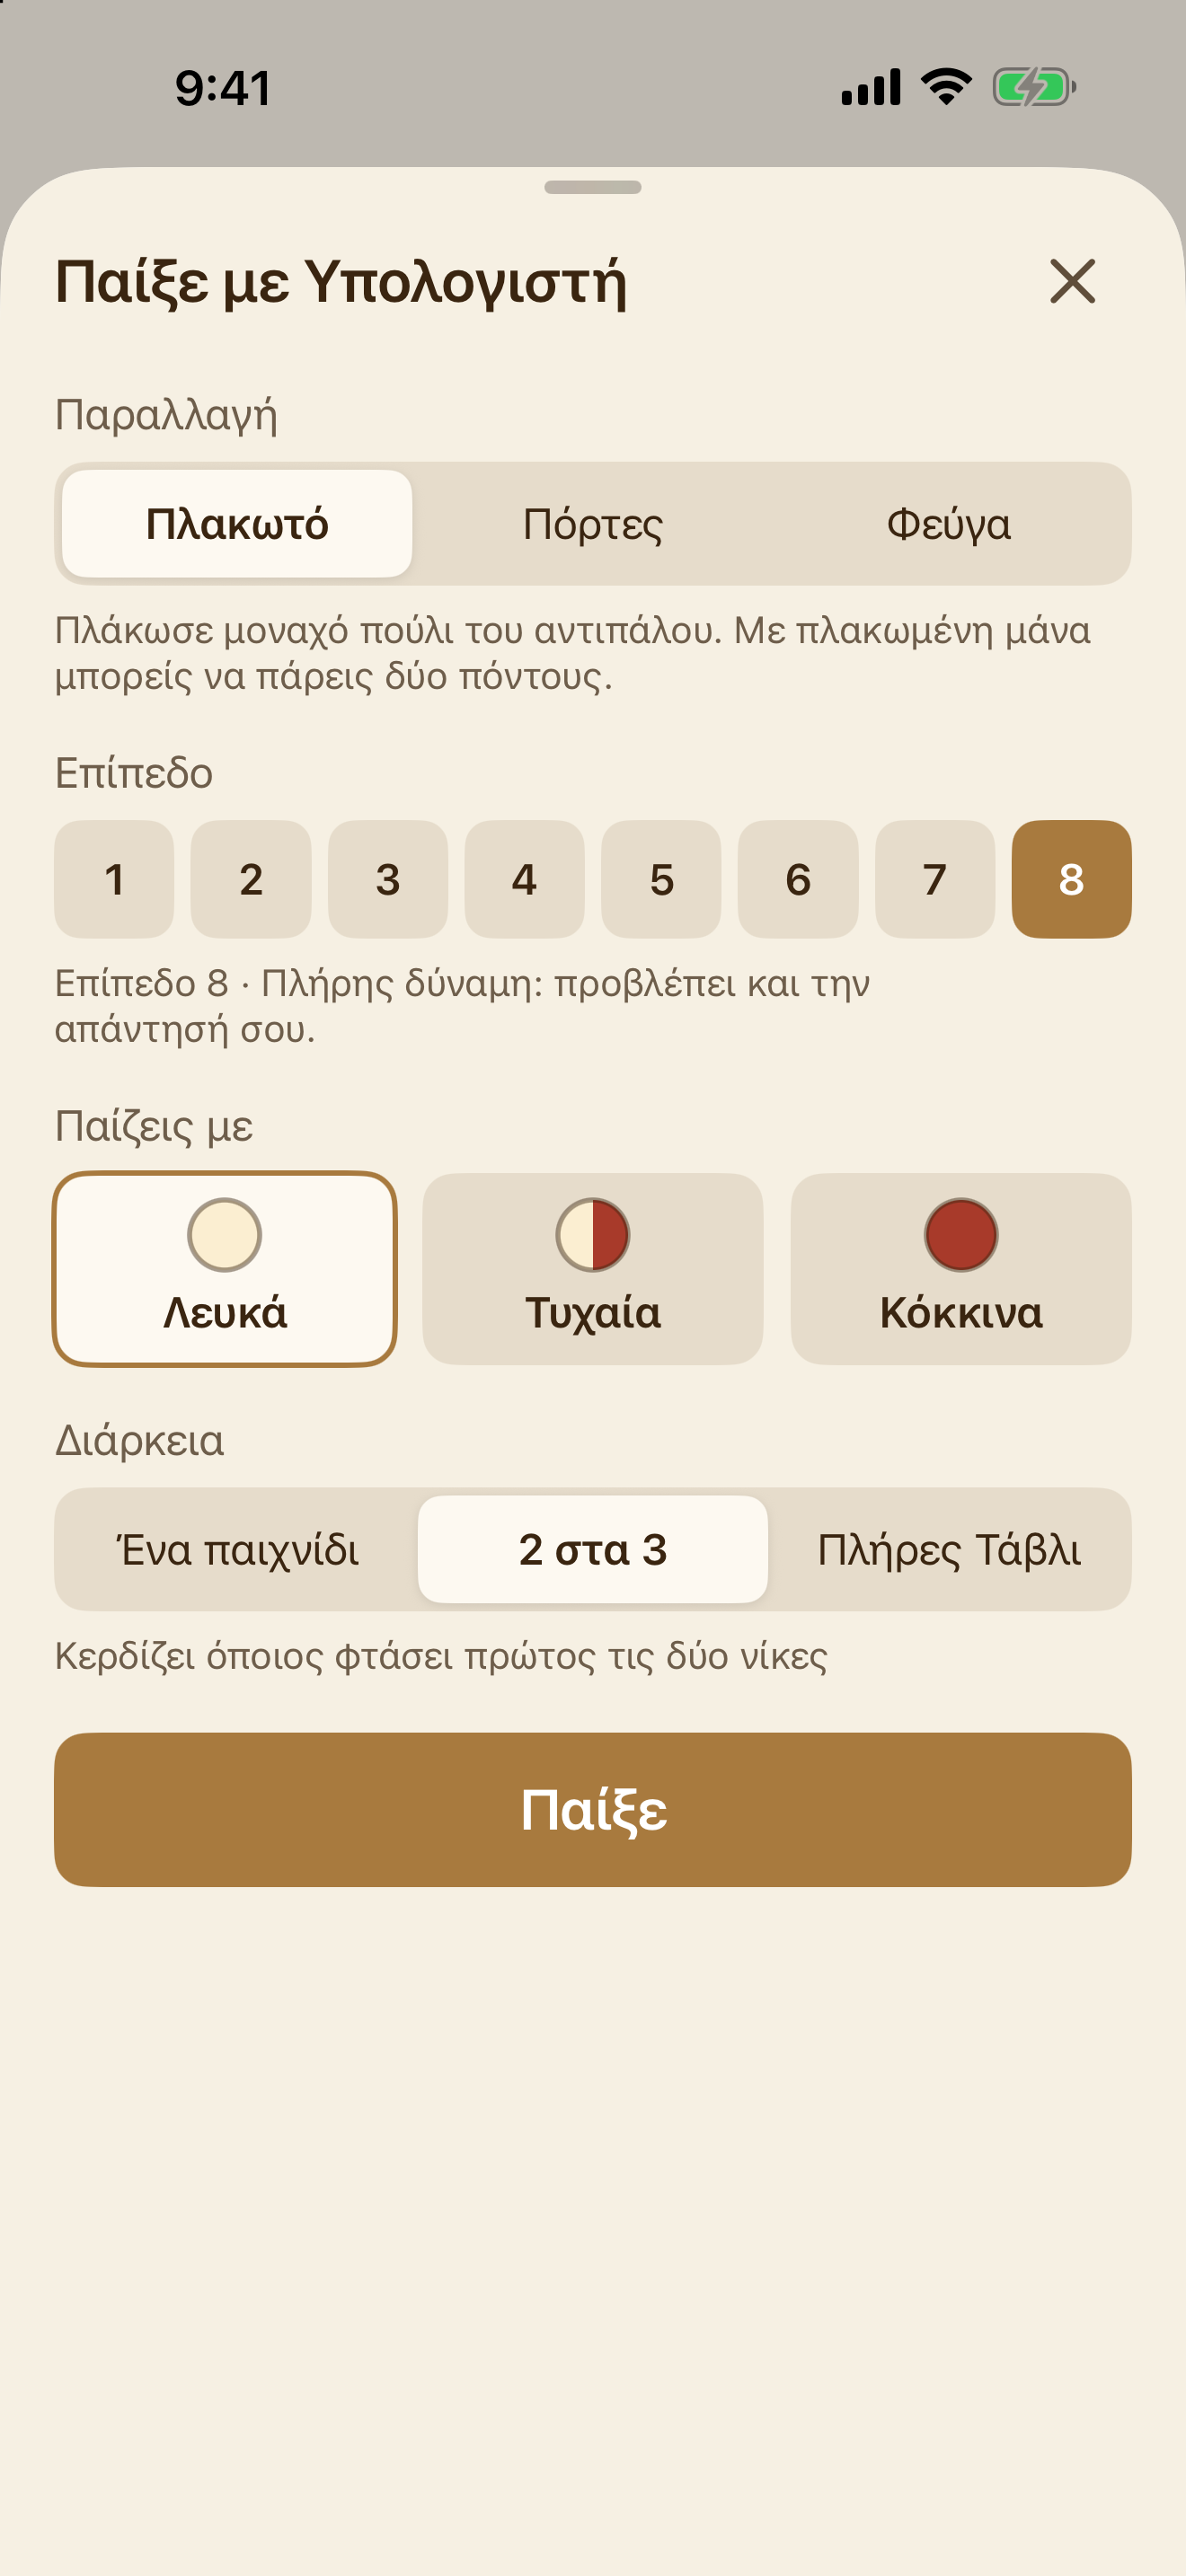 9:41
Παίξε με Υπολογιστή
Παραλλαγή
Πλακωτό
Πόρτες
Φεύγα
Πλάκωσε μοναχό πούλι του αντιπάλου. Με πλακωμένη μάνα
μπορείς να πάρεις δύο πόντους.
Επίπεδο
1
2
3
4
5
6
7
8
Επίπεδο 8 · Πλήρης δύναμη: προβλέπει και την
απάντησή σου.
Παίζεις με
Λευκά
Τυχαία
Κόκκινα
Διάρκεια
Ένα παιχνίδι
2 στα 3
Πλήρες Τάβλι
Κερδίζει όποιος φτάσει πρώτος τις δύο νίκες
Παίξε